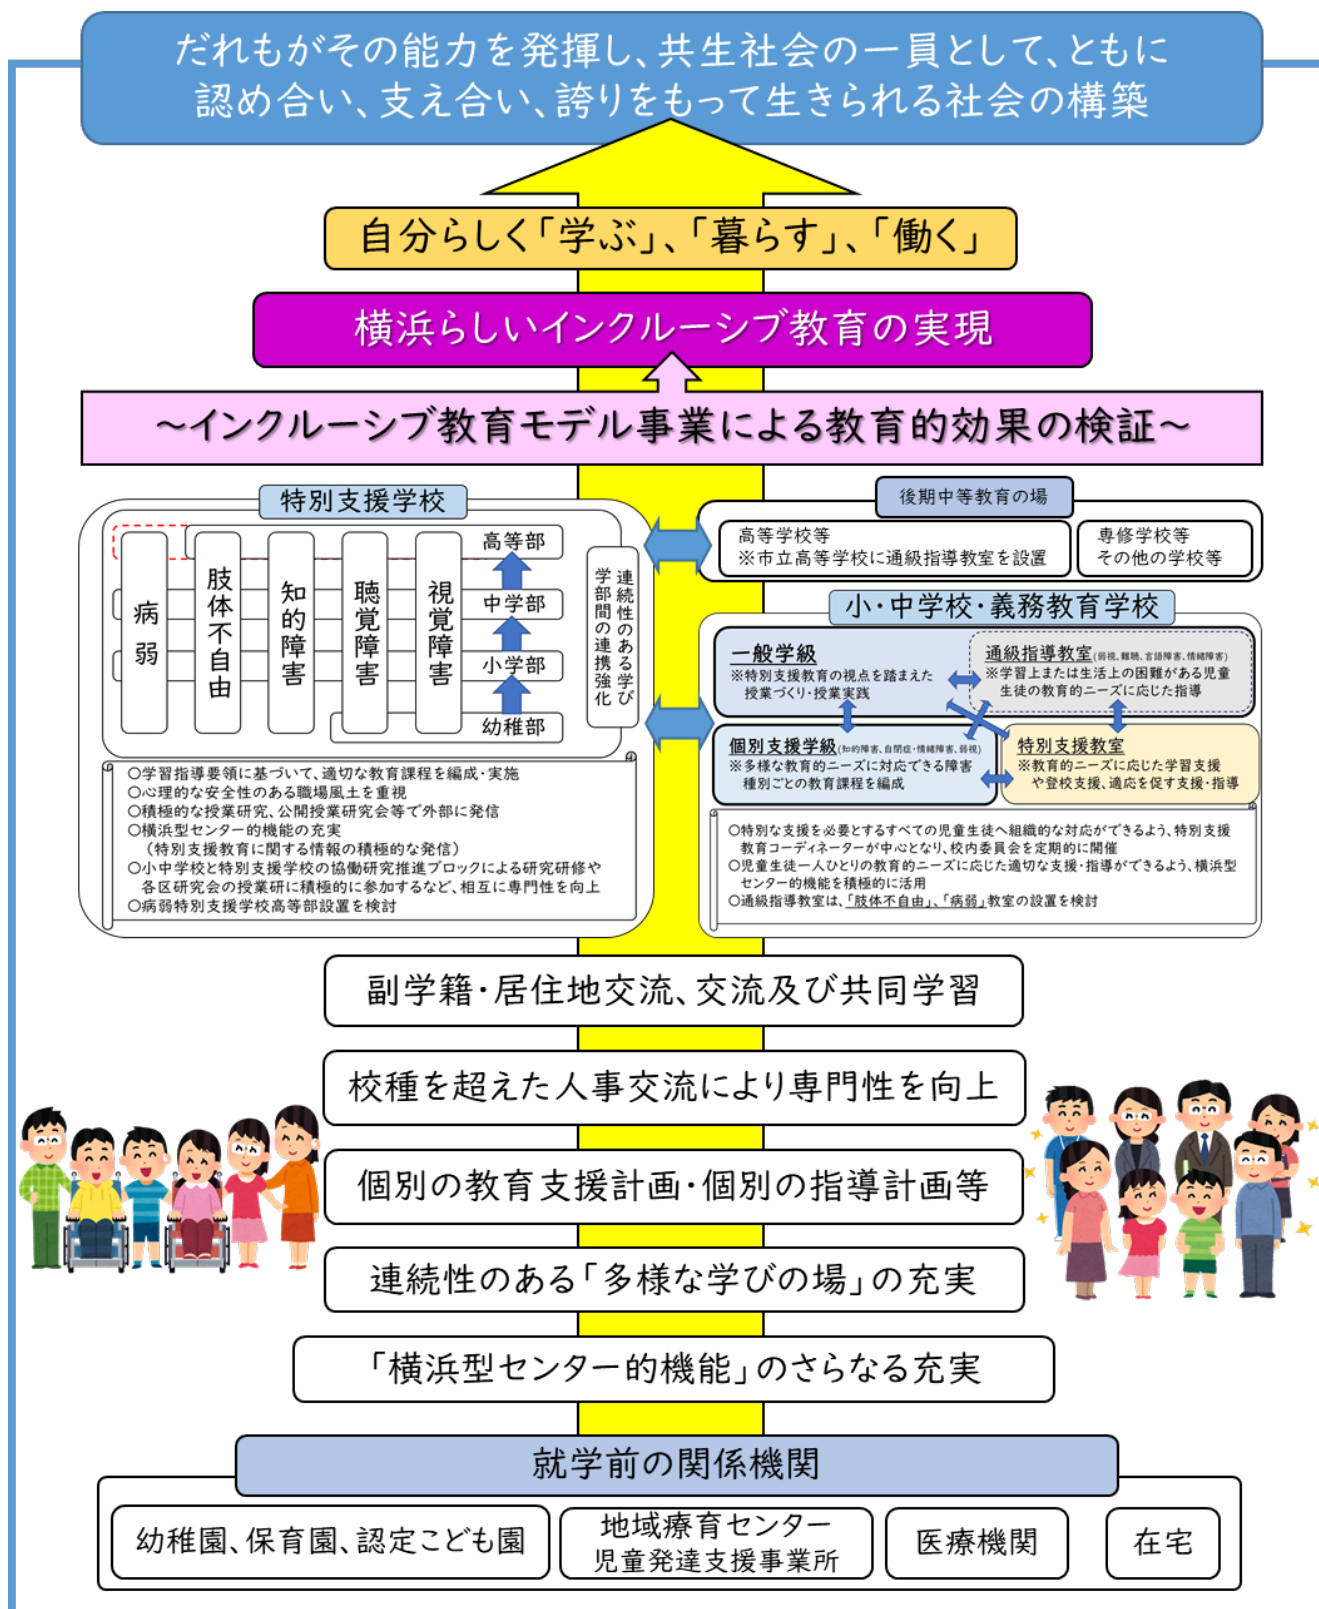 だれもがその能力を発揮し、共生社会の一員として、ともに
認め合い、支え合い、誇りをもって生きられる社会の構築
自分らしく「学ぶ」、「暮らす」、「働く」
横浜らしいインクルーシブ教育の実現
～インクルーシブ教育モデル事業による教育的効果の検証～
特別支援学校
病弱
肢体不自由
知的障害
聴覚障害
視覚障害
高等部
中学部
小学部
幼稚部
連続性のある学び
学部間の連携強化
○学習指導要領に基づいて、適切な教育課程を編成・実施
○心理的な安全性のある職場風土を重視
○積極的な授業研究、公開授業研究会等で外部に発信
○横浜型センター的機能の充実
（特別支援教育に関する情報の積極的な発信）
○小中学校と特別支援学校の協働研究推進ブロックによる研究研修や
各区研究会の授業研に積極的に参加するなど、相互に専門性を向上
○病弱特別支援学校高等部設置を検討
後期中等教育の場
高等学校等
※市立高等学校に通級指導教室を設置
専修学校等
その他の学校等
小・中学校・義務教育学校
一般学級
※特別支援教育の視点を踏まえた
授業づくり・授業実践
通級指導教室(弱視、難聴、言語障害、情緒障害)
※学習上または生活上の困難がある児童
生徒の教育的ニーズに応じた指導
個別支援学級(知的障害、自閉症・情緒障害、弱視)
※多様な教育的ニーズに対応できる障害
種別ごとの教育課程を編成
特別支援教室
※教育的ニーズに応じた学習支援
や登校支援、適応を促す支援・指導
○特別な支援を必要とするすべての児童生徒へ組織的な対応ができるよう、特別支援
教育コーディネーターが中心となり、校内委員会を定期的に開催
○児童生徒一人ひとりの教育的ニーズに応じた適切な支援・指導ができるよう、横浜型
センター的機能を積極的に活用
○通級指導教室は、「肢体不自由」、「病弱」教室の設置を検討
副学籍・居住地交流、交流及び共同学習
校種を超えた人事交流により専門性を向上
個別の教育支援計画・個別の指導計画等
連続性のある「多様な学びの場」の充実
「横浜型センター的機能」のさらなる充実
就学前の関係機関
幼稚園、保育園、認定こども園
地域療育センター
児童発達支援事業所
医療機関
在宅